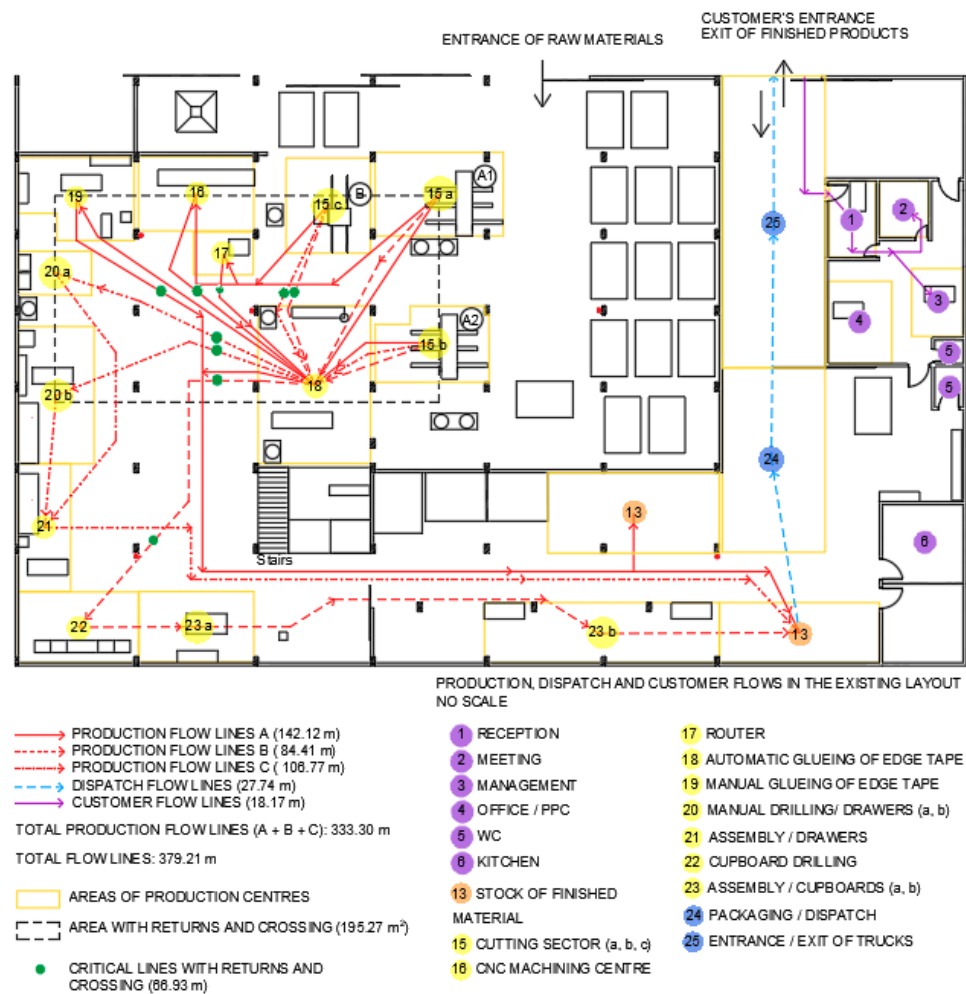 CUSTOMER'S ENTRANCE
EXIT OF FINISHED PRODUCTS
ENTRANCE OF RAW MATERIALS
A1
B
19
16
15 c
15 a
25
1
2
17
20 a
3
4
A2
15 b
5
18
20 b
5
24
21
13
6
Stairs
22
23 a
23 b
13
PRODUCTION, DISPATCH AND CUSTOMER FLOWS IN THE EXISTING LAYOUT
NO SCALE
PRODUCTION FLOW LINES A (142.12 m)
PRODUCTION FLOW LINES B ( 84.41 m)
PRODUCTION FLOW LINES C ( 106.77 m)
DISPATCH FLOW LINES (27.74 m)
CUSTOMER FLOW LINES (18.17 m)
TOTAL PRODUCTION FLOW LINES (A + B + C): 333.30 m
TOTAL FLOW LINES: 379.21 m
AREAS OF PRODUCTION CENTRES
AREA WITH RETURNS AND CROSSING (195.27 m²)
CRITICAL LINES WITH RETURNS AND
CROSSING (66.93 m)
1 RECEPTION
2 MEETING
3 MANAGEMENT
4 OFFICE / PPC
5 WC
6 KITCHEN
13 STOCK OF FINISHED
MATERIAL
15 CUTTING SECTOR (a, b, c)
16 CNC MACHINING CENTRE
17 ROUTER
18 AUTOMATIC GLUEING OF EDGE TAPE
19 MANUAL GLUEING OF EDGE TAPE
20 MANUAL DRILLING/ DRAWERS (a, b)
21 ASSEMBLY / DRAWERS
22 CUPBOARD DRILLING
23 ASSEMBLY / CUPBOARDS (a, b)
24 PACKAGING / DISPATCH
25 ENTRANCE / EXIT OF TRUCKS